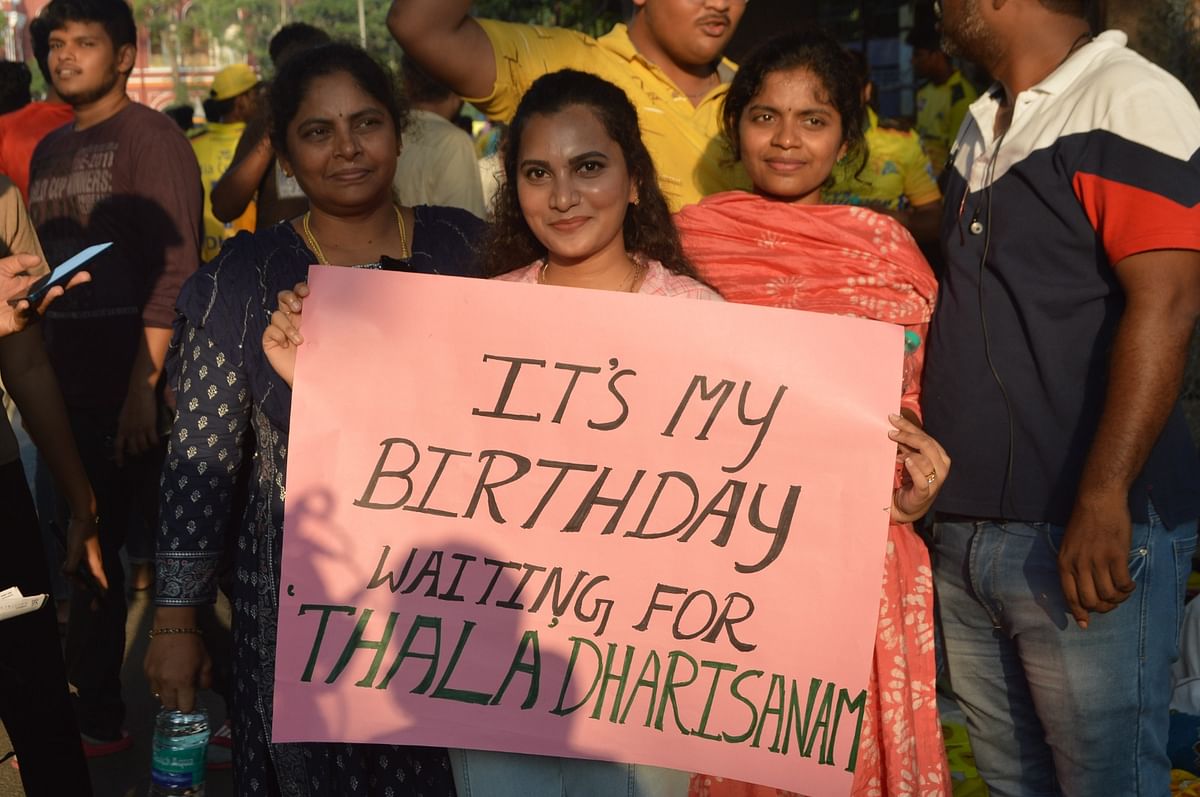 IT'S MY
BIRTHDAY
WAITING FOR
'THALA' DHARISANAM